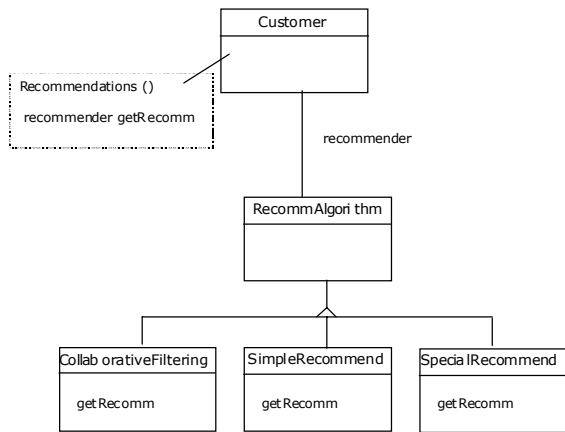 Customer
Recommendations ()
recommender getRecomm
recommender
RecommAlgorithm
CollaborativeFiltering
SimpleRecommend
SpecialRecommend
getRecomm
getRecomm
getRecomm